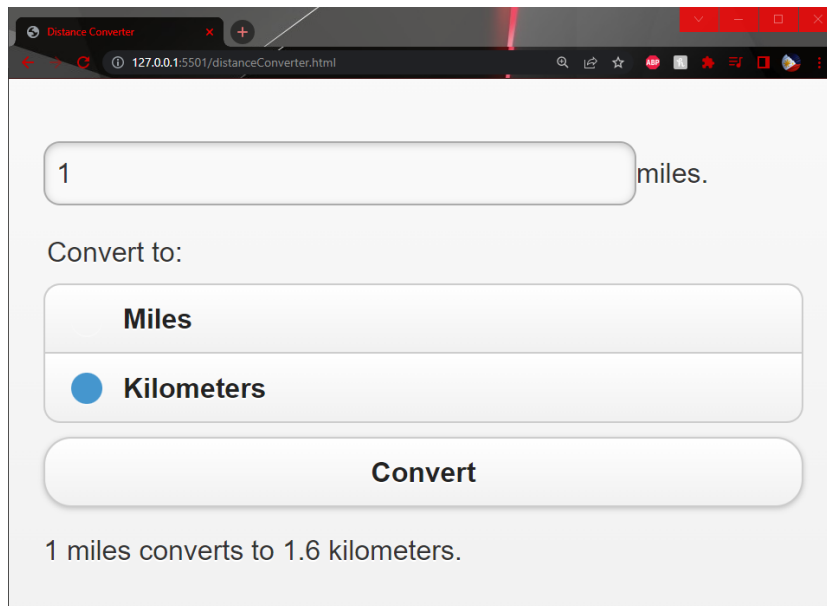 Distance Converter
127.0.0.1:5501/distanceConverter.html
ABP
1 miles.
Convert to:
Miles
Kilometers
Convert
1 miles converts to 1.6 kilometers.